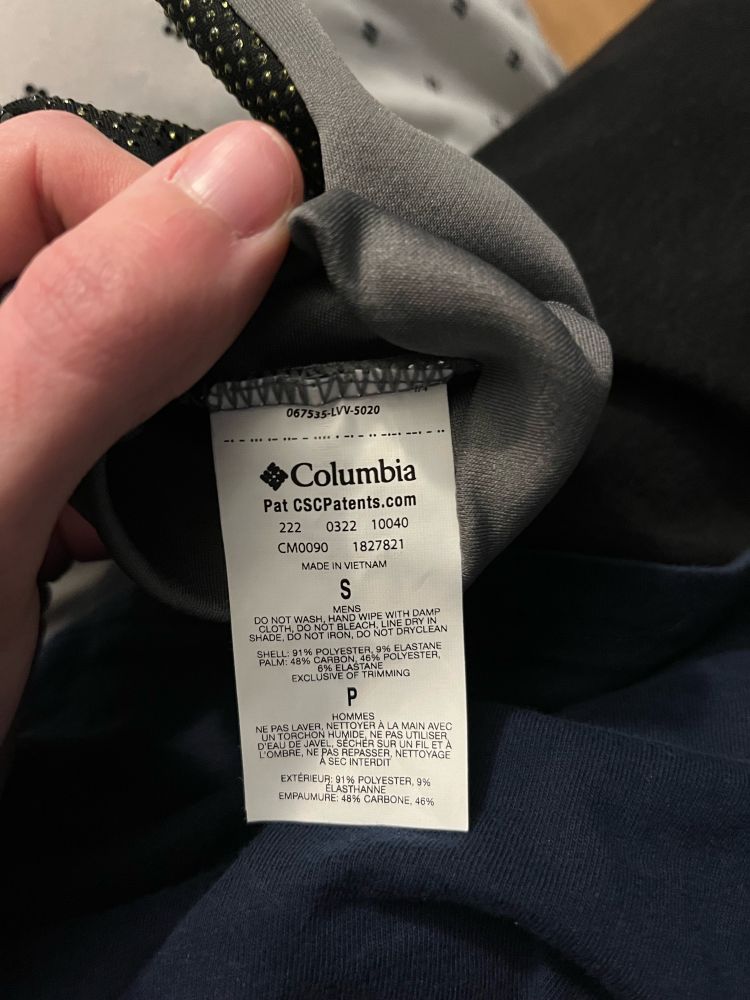 067535-LVV-5020
Columbia
Pat CSCPatents.com
222 0322 10040
CM0090 1827821
MADE IN VIETNAM
S
MENS
DO NOT WASH, HAND WIPE WITH DAMP
CLOTH, DO NOT BLEACH, LINE DRY IN
SHADE, DO NOT IRON, DO NOT DRYCLEAN
SHELL: 91% POLYESTER, 9% ELASTANE
PALM: 48% CARBON, 46% POLYESTER,
6% ELASTANE
EXCLUSIVE OF TRIMMING
P
HOMMES
NE PAS LAVER, NETTOYER À LA MAIN AVEC
UN TORCHON HUMIDE, NE PAS UTILISER
D'EAU DE JAVEL, SÉCHER SUR UN FIL ET À
L'OMBRE, NE PAS REPASSER, NETTOYAGE
À SEC INTERDIT
EXTÉRIEUR: 91% POLYESTER, 9%
ÉLASTHANNE
EMPAUMURE: 48% CARBONE, 46%